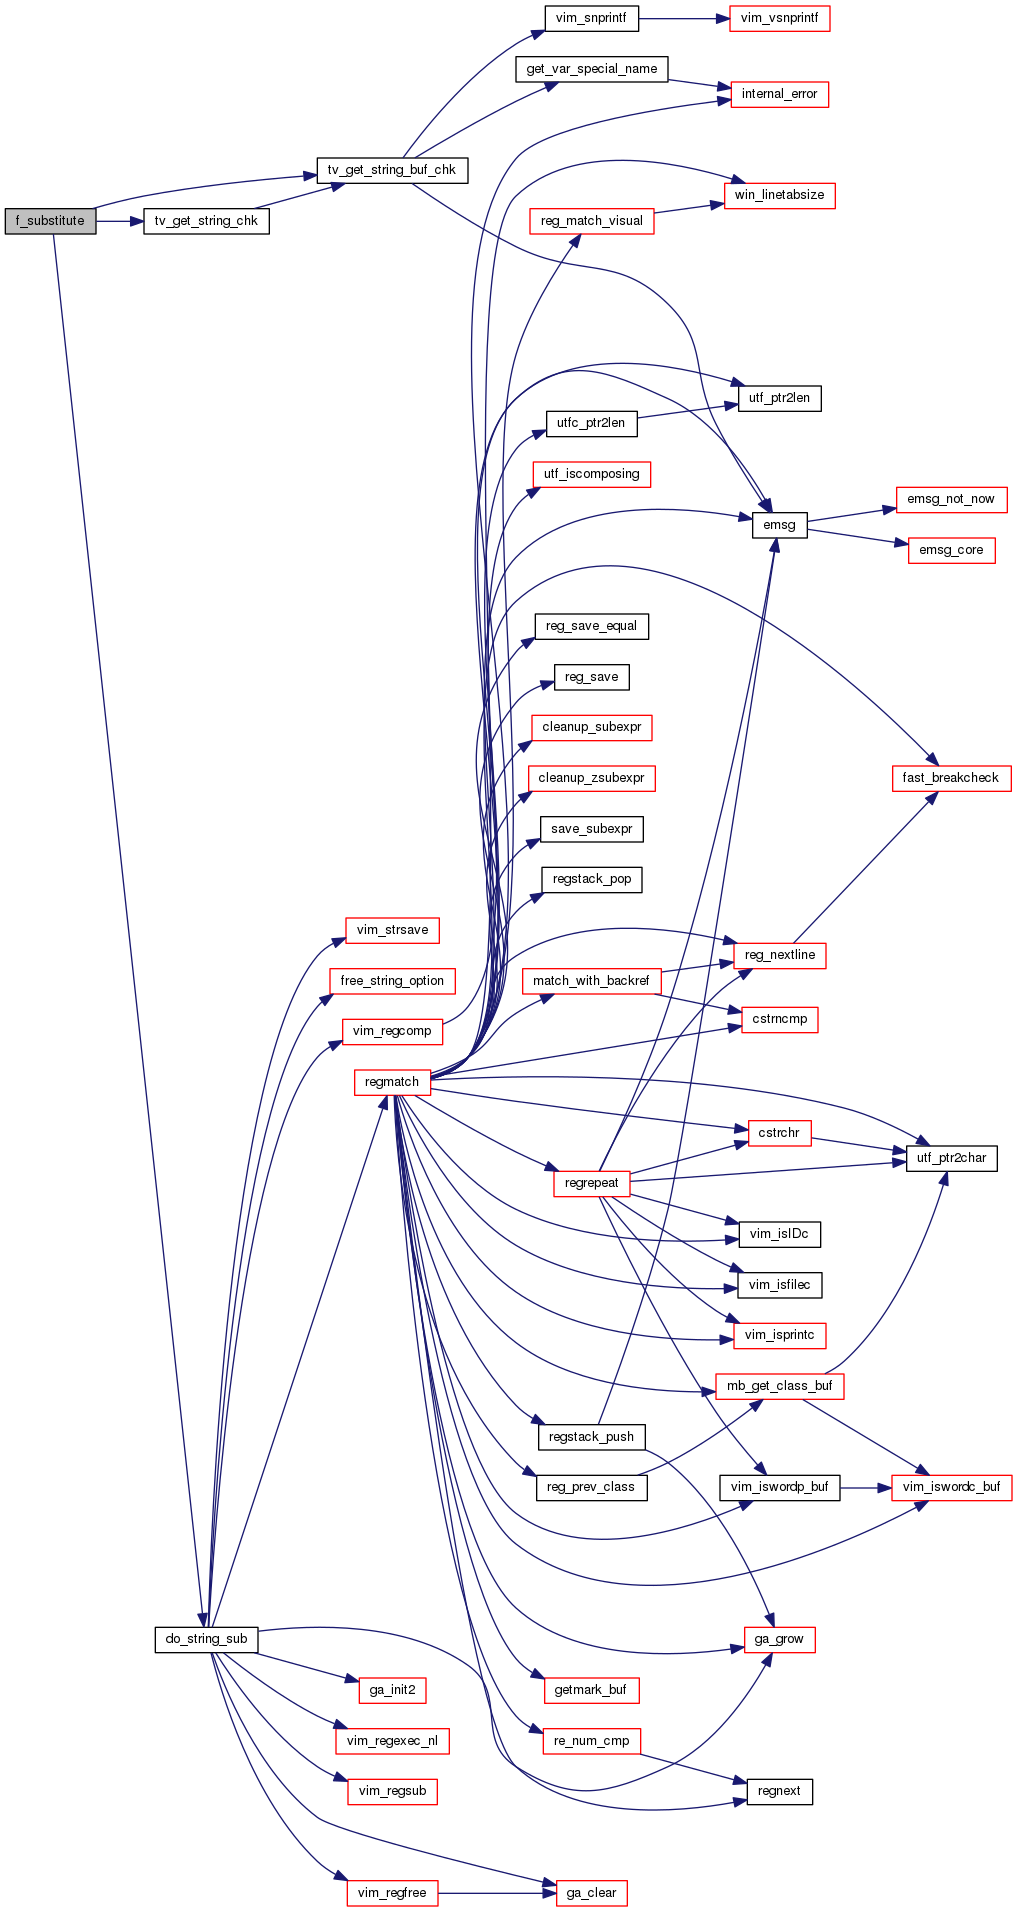 vim_snprintf
vim_vsnprintf
get_var_special_name
internal_error
tv_get_string_buf_chk
win_linetabsize
f_substitute
tv_get_string_chk
reg_match_visual
utf_ptr2len
utfc_ptr2len
utf_iscomposing
emsg_not_now
emsg
emsg_core
reg_save_equal
reg_save
cleanup_subexpr
cleanup_zsubexpr
fast_breakcheck
save_subexpr
regstack_pop
vim_strsave
reg_nextline
free_string_option
match_with_backref
cstrncmp
vim_regcomp
regmatch
cstrchr
utf_ptr2char
regrepeat
vim_isIDc
vim_isfilec
vim_isprintc
mb_get_class_buf
regstack_push
reg_prev_class
vim_iswordp_buf
vim_iswordc_buf
do_string_sub
ga_grow
ga_init2
getmark_buf
vim_regexec_nl
re_num_cmp
vim_regsub
regnext
vim_regfree
ga_clear